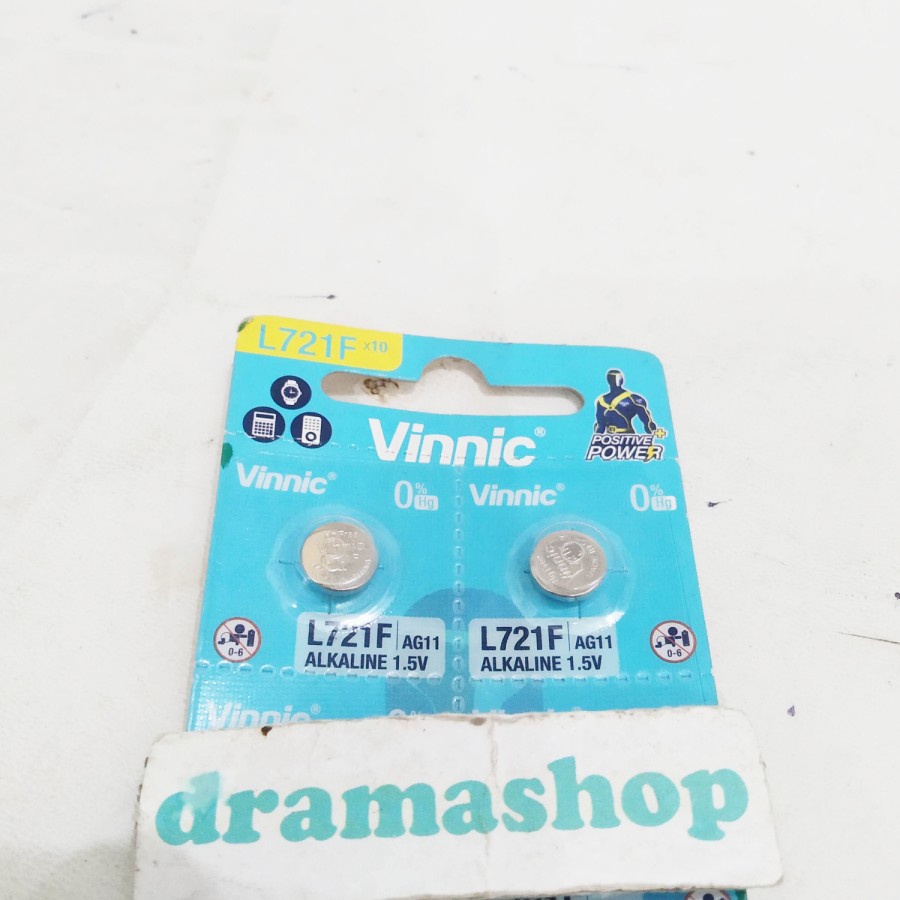 L721F x10
Vinnic®
POSITIVE
POWER
Vinnic® 0% Hg
Vinnic® 0% Hg
L721F AG11
ALKALINE 1.5V
0-6
L721F AG11
ALKALINE 1.5V
0-6
Vinnic
dramashop